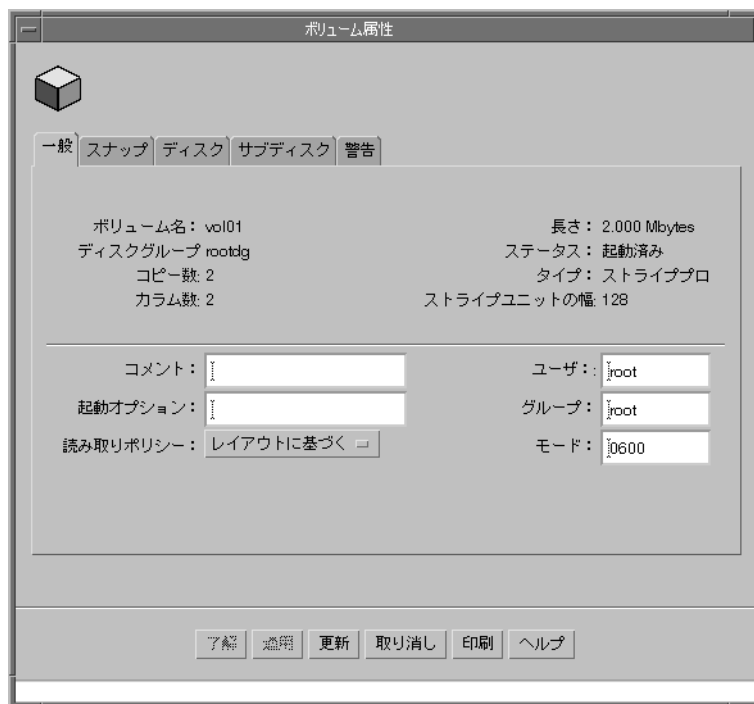 ボリューム属性
一般 スナップ ディスク サブディスク 警告
ボリューム名： vol01 長さ： 2.000 Mbytes
ディスクグループ rootdg ステータス： 起動済み
コピー数: 2 タイプ： ストライププロ
カラム数: 2 ストライプユニットの幅: 128
コメント： ユーザ：: root
起動オプション： グループ： root
読み取りポリシー： レイアウトに基づく モード： 0600
了解 適用 更新 取り消し 印刷 ヘルプ